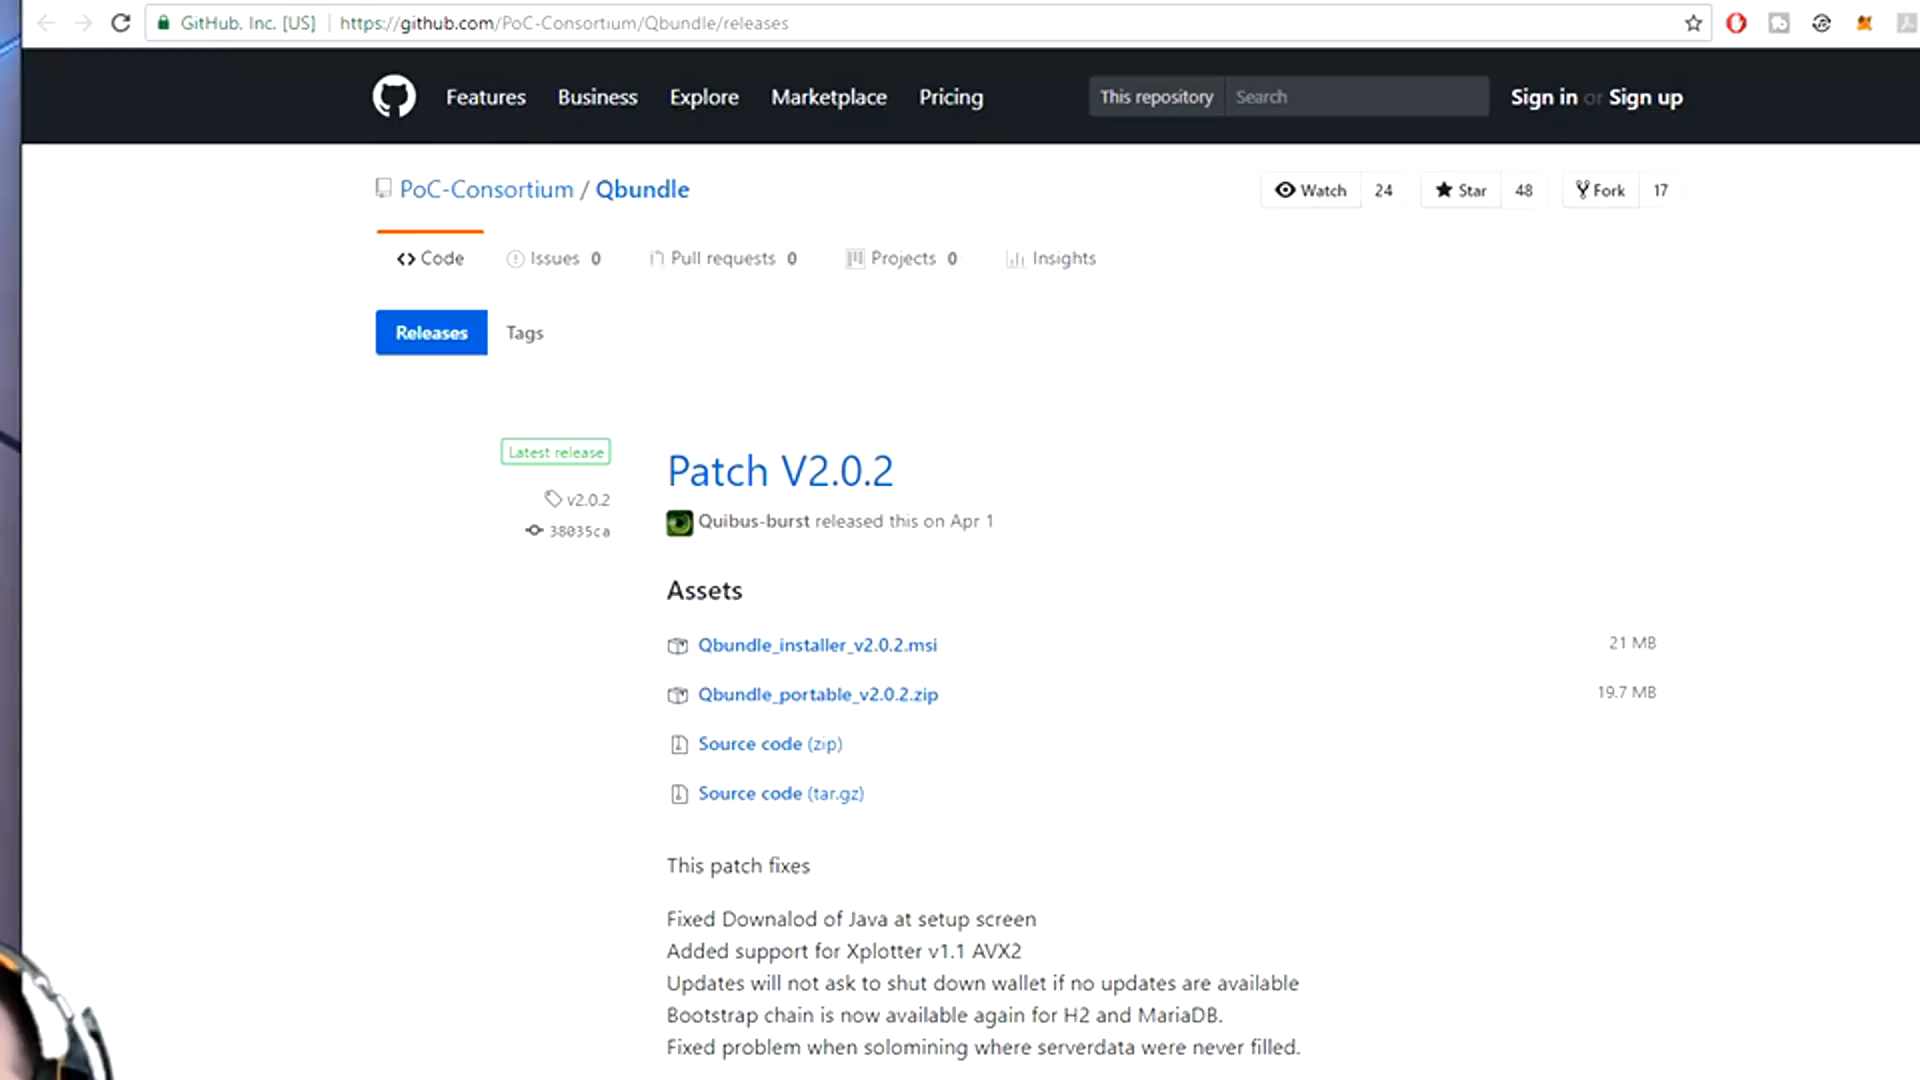 GitHub, Inc. [US] https://github.com/PoC-Consortium/Qbundle/releases
Features Business Explore Marketplace Pricing This repository Search Sign in or Sign up
PoC-Consortium / Qbundle Watch 24 Star 48 Fork 17
Code Issues 0 Pull requests 0 Projects 0 Insights
Releases Tags
Latest release
v2.0.2
38035ca
Patch V2.0.2
Quibus-burst released this on Apr 1
Assets
Qbundle_installer_v2.0.2.msi 21 MB
Qbundle_portable_v2.0.2.zip 19.7 MB
Source code (zip)
Source code (tar.gz)
This patch fixes
Fixed Downalod of Java at setup screen
Added support for Xplotter v1.1 AVX2
Updates will not ask to shut down wallet if no updates are available
Bootstrap chain is now available again for H2 and MariaDB.
Fixed problem when solomining where serverdata were never filled.